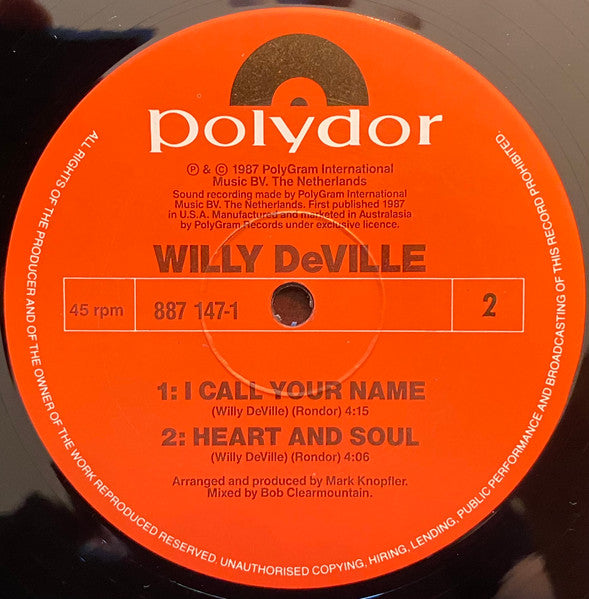 polydor
℗ & © 1987 PolyGram International
Music BV. The Netherlands
Sound recording made by PolyGram International
Music BV. The Netherlands. First published 1987
in U.S.A. Manufactured and marketed in Australasia
by PolyGram Records under exclusive licence.
WILLY DeVILLE
45 rpm 887 147-1 2
1: I CALL YOUR NAME
(Willy DeVille) (Rondor) 4:15
2: HEART AND SOUL
(Willy DeVille) (Rondor) 4:06
Arranged and produced by Mark Knopfler.
Mixed by Bob Clearmountain.
ALL RIGHTS OF THE PRODUCER AND OF THE OWNER OF THE WORK REPRODUCED RESERVED. UNAUTHORISED COPYING, HIRING, LENDING, PUBLIC PERFORMANCE AND BROADCASTING OF THIS RECORD PROHIBITED.